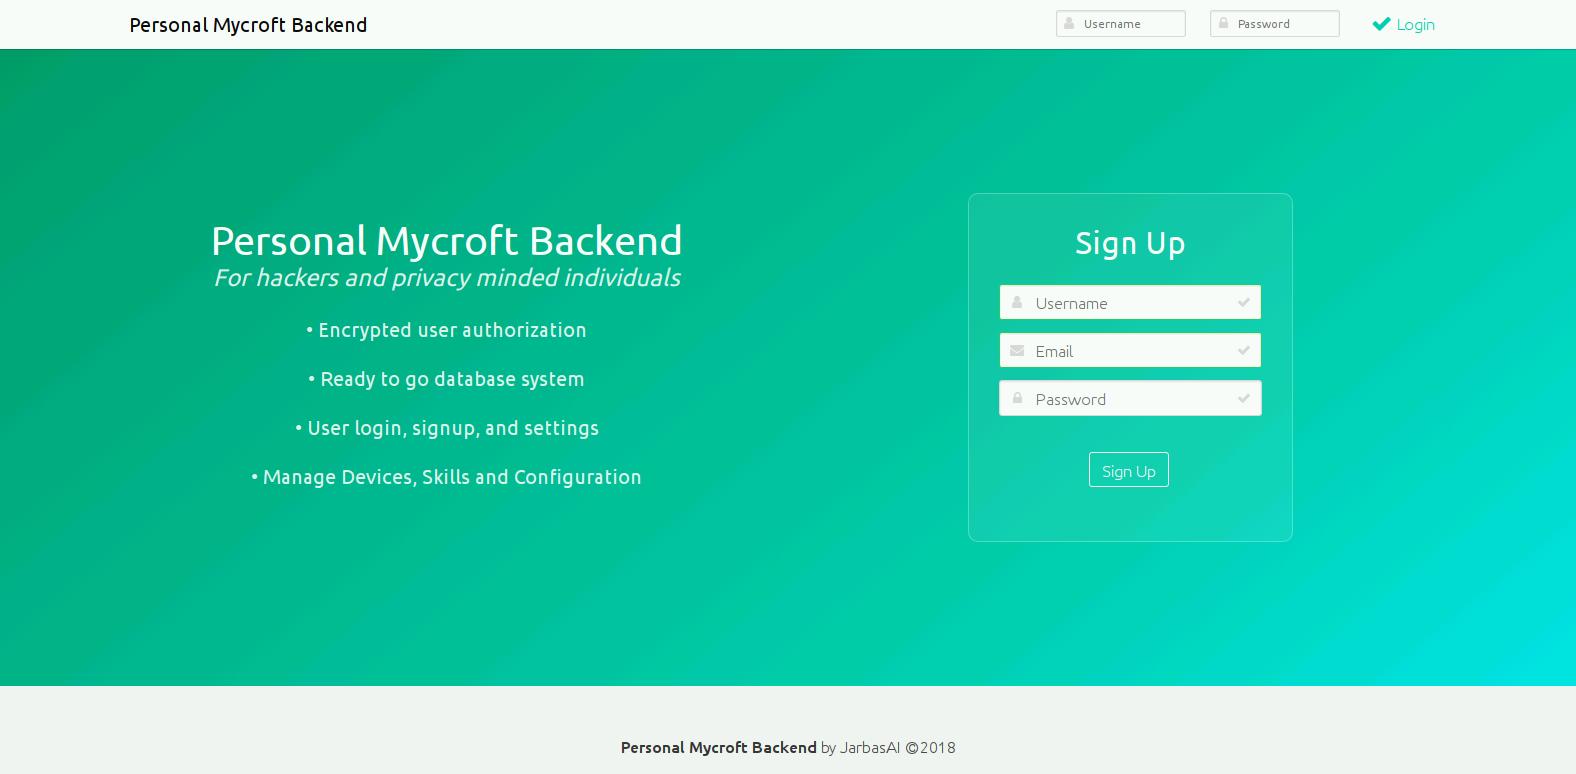 Personal Mycroft Backend
Username
Password
Login
Personal Mycroft Backend
For hackers and privacy minded individuals
• Encrypted user authorization
• Ready to go database system
• User login, signup, and settings
• Manage Devices, Skills and Configuration
Sign Up
Username
Email
Password
Sign Up
Personal Mycroft Backend by JarbasAI ©2018